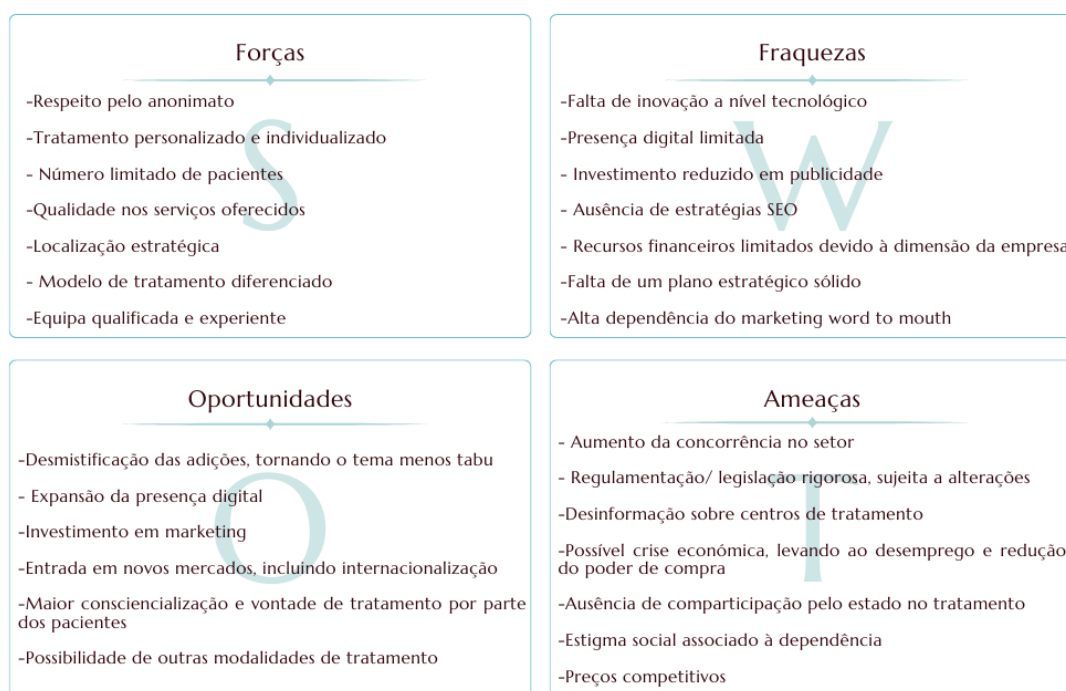 Forças
S
-Respeito pelo anonimato
-Tratamento personalizado e individualizado
- Número limitado de pacientes
-Qualidade nos serviços oferecidos
-Localização estratégica
- Modelo de tratamento diferenciado
-Equipa qualificada e experiente
Fraquezas
W
-Falta de inovação a nível tecnológico
-Presença digital limitada
- Investimento reduzido em publicidade
- Ausência de estratégias SEO
- Recursos financeiros limitados devido à dimensão da empresa
-Falta de um plano estratégico sólido
-Alta dependência do marketing word to mouth
Oportunidades
O
-Desmistificação das adições, tornando o tema menos tabu
- Expansão da presença digital
-Investimento em marketing
-Entrada em novos mercados, incluindo internacionalização
-Maior consciencialização e vontade de tratamento por parte
dos pacientes
-Possibilidade de outras modalidades de tratamento
Ameaças
T
- Aumento da concorrência no setor
- Regulamentação/ legislação rigorosa, sujeita a alterações
-Desinformação sobre centros de tratamento
-Possível crise económica, levando ao desemprego e redução
do poder de compra
-Ausência de comparticipação pelo estado no tratamento
-Estigma social associado à dependência
-Preços competitivos